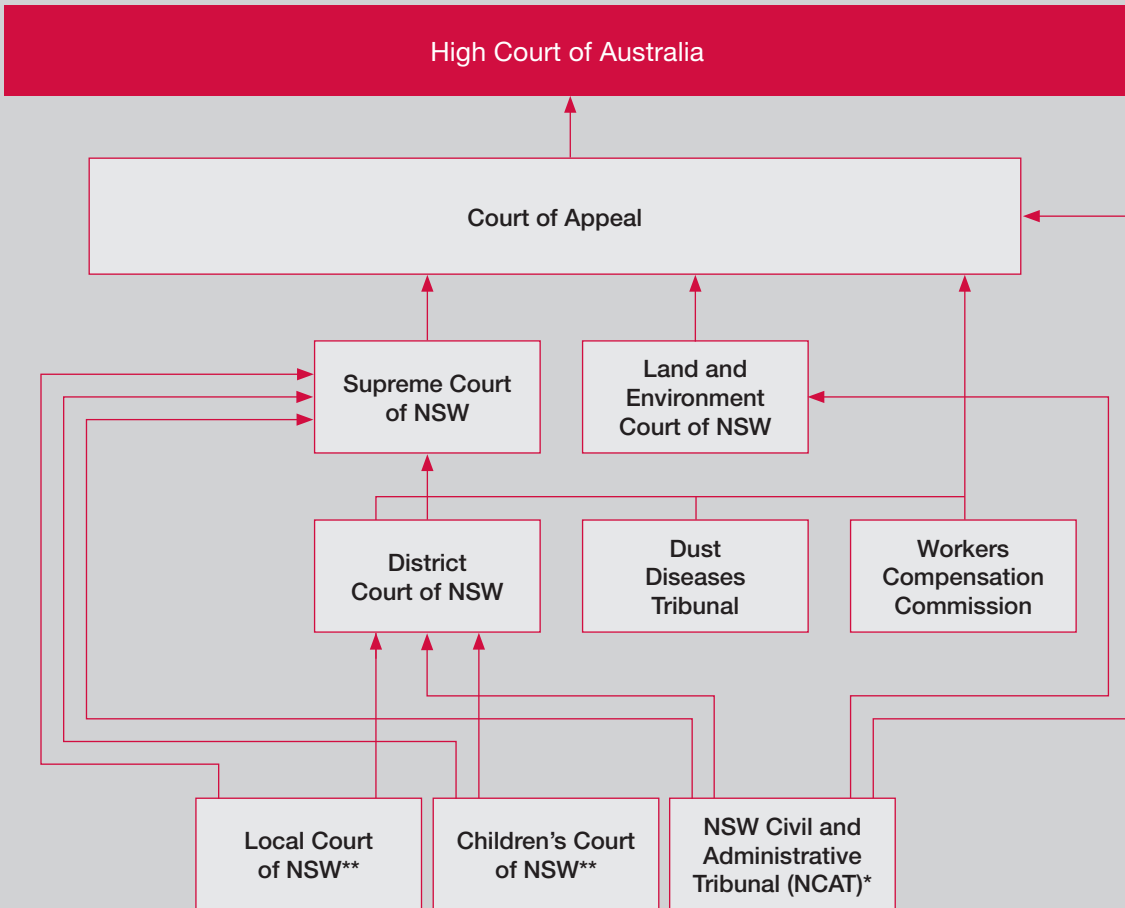 High Court of Australia
Court of Appeal
Supreme Court
of NSW
Land and
Environment
Court of NSW
District
Court of NSW
Dust
Diseases
Tribunal
Workers
Compensation
Commission
Local Court
of NSW**
Children’s Court
of NSW**
NSW Civil and
Administrative
Tribunal (NCAT)*